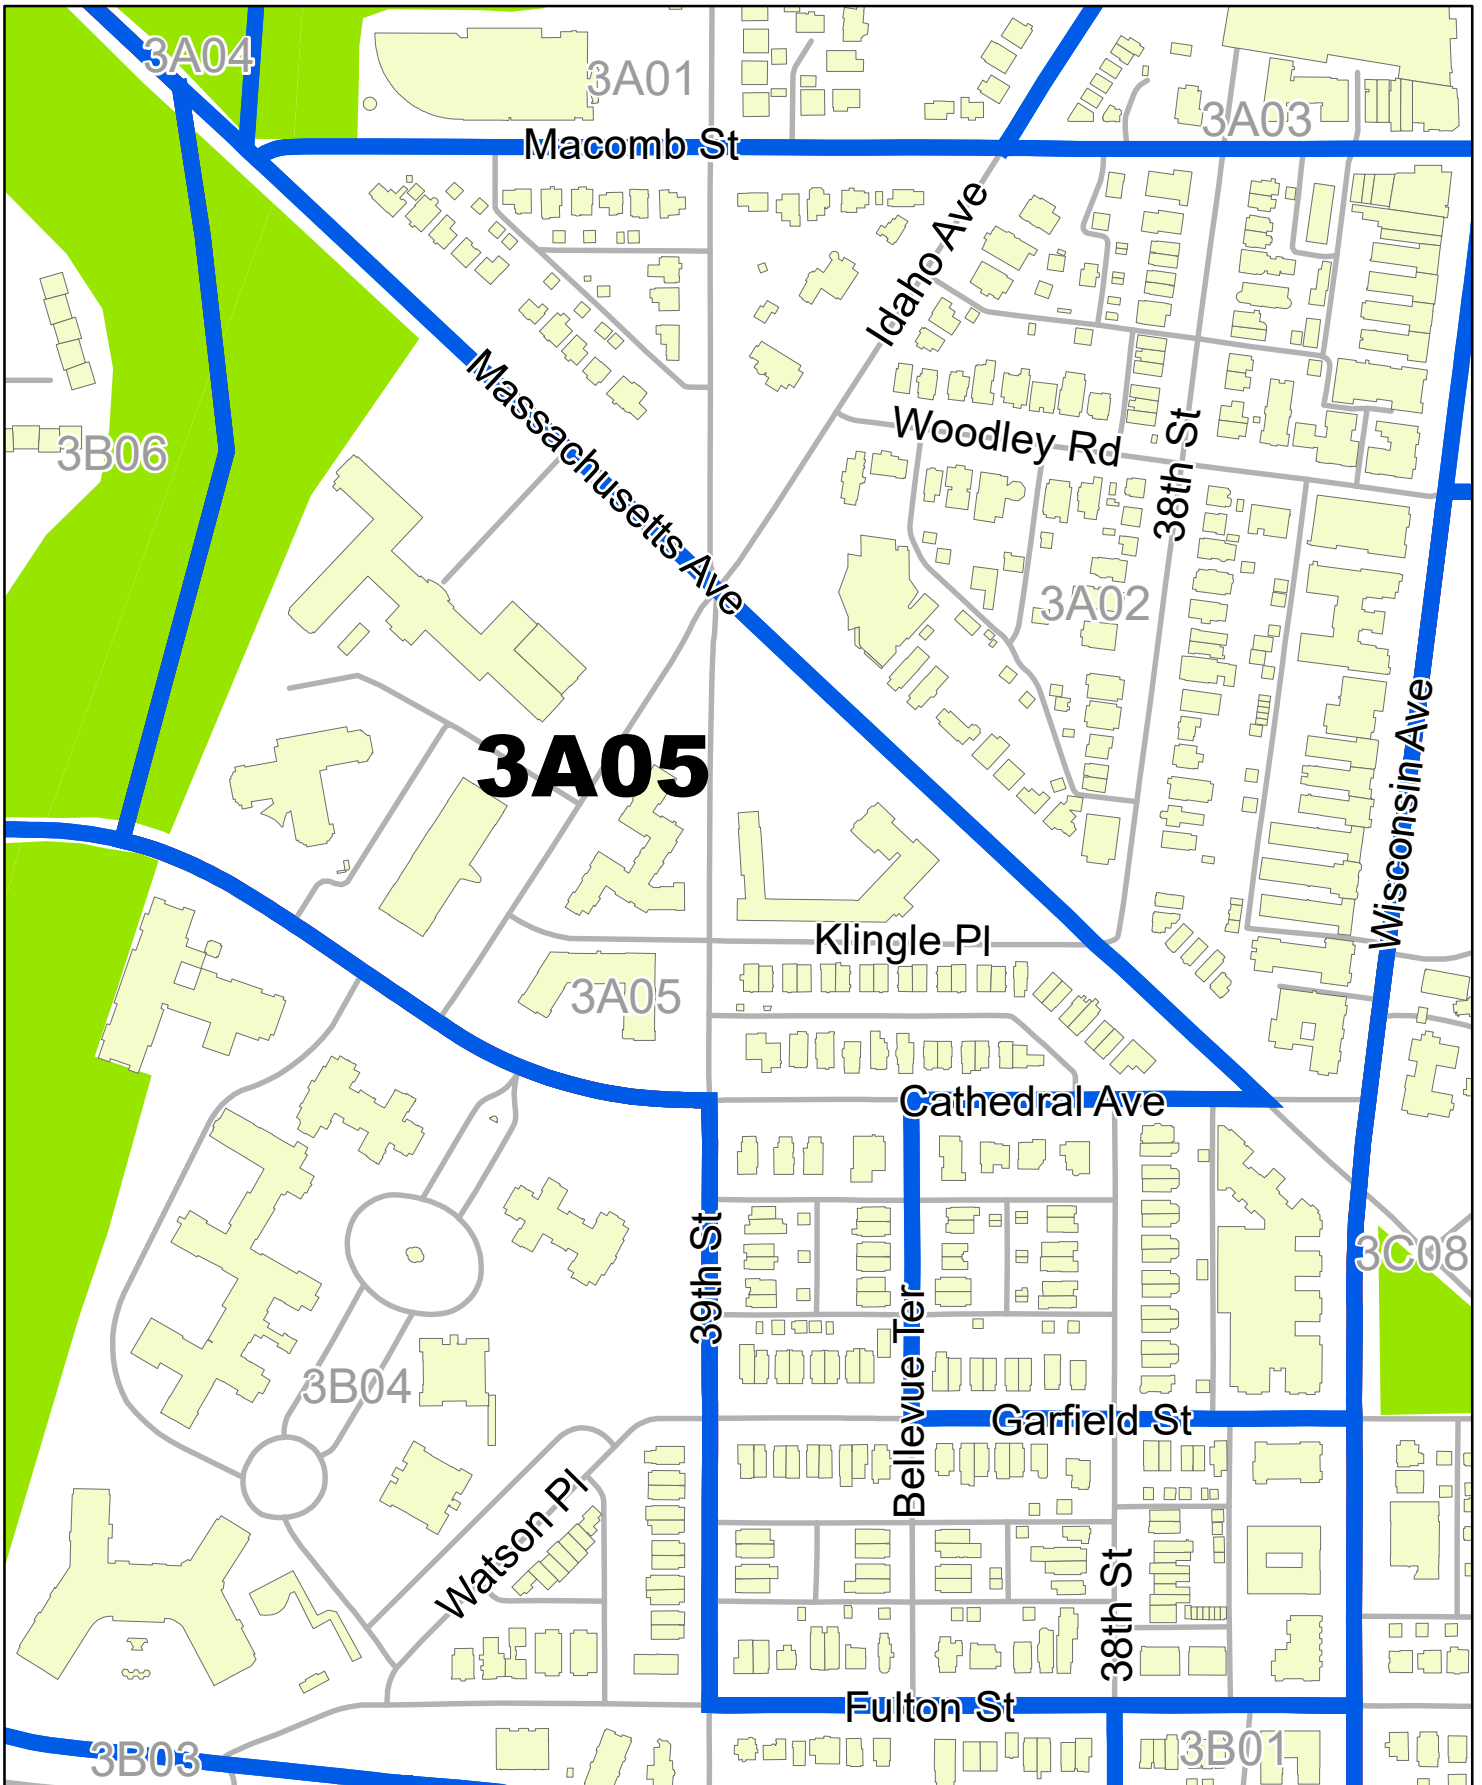 3A04
3A01
3A03
Macomb St
Idaho Ave
Massachusetts Ave
Woodley Rd
38th St
3B06
3A02
3A05
Wisconsin Ave
Klingle Pl
3A05
Cathedral Ave
39th St
3C08
Bellevue Ter
3B04
Garfield St
Watson Pl
38th St
Fulton St
3B03
3B01